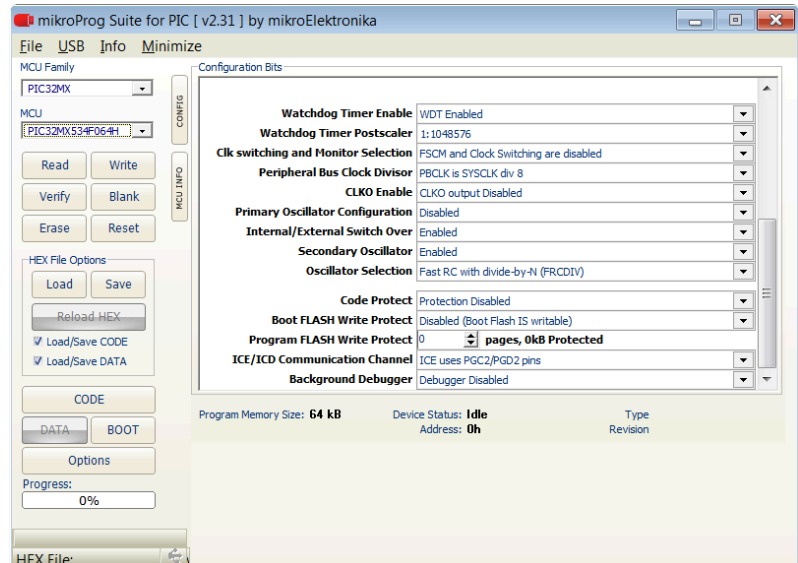 mikroProg Suite for PIC [ v2.31 ] by mikroElektronika
File USB Info Minimize
MCU Family
PIC32MX
MCU
PIC32MX534F064H
Read Write
Verify Blank
Erase Reset
HEX File Options
Load Save
Reload HEX
Load/Save CODE
Load/Save DATA
CODE
DATA BOOT
Options
Progress:
0%
HEX File:
CONFIG
MCU INFO
Configuration Bits
Watchdog Timer Enable WDT Enabled
Watchdog Timer Postscaler 1:1048576
Clk switching and Monitor Selection FSCM and Clock Switching are disabled
Peripheral Bus Clock Divisor PBCLK is SYSCLK div 8
CLKO Enable CLKO output Disabled
Primary Oscillator Configuration Disabled
Internal/External Switch Over Enabled
Secondary Oscillator Enabled
Oscillator Selection Fast RC with divide-by-N (FRCDIV)
Code Protect Protection Disabled
Boot FLASH Write Protect Disabled (Boot Flash IS writable)
Program FLASH Write Protect 0 pages, 0kB Protected
ICE/ICD Communication Channel ICE uses PGC2/PGD2 pins
Background Debugger Debugger Disabled
Program Memory Size: 64 kB Device Status: Idle Type
Address: 0h Revision